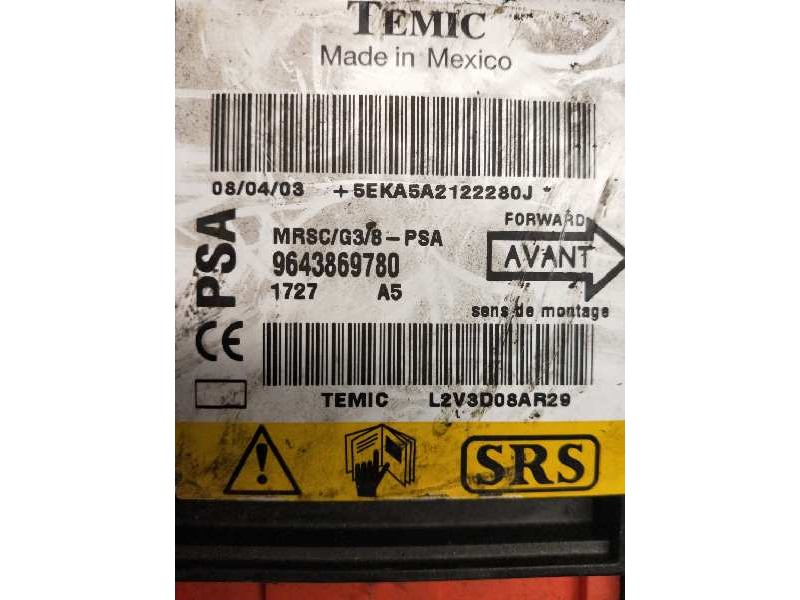 TEMIC
Made in Mexico
08/04/03 +5EKA5A2122280J*
PSA
MRSC/G3/8-PSA
9643869780
1727 A5
FORWARD
AVANT
sens de montage
CE
TEMIC L2V3D08AR29
SRS